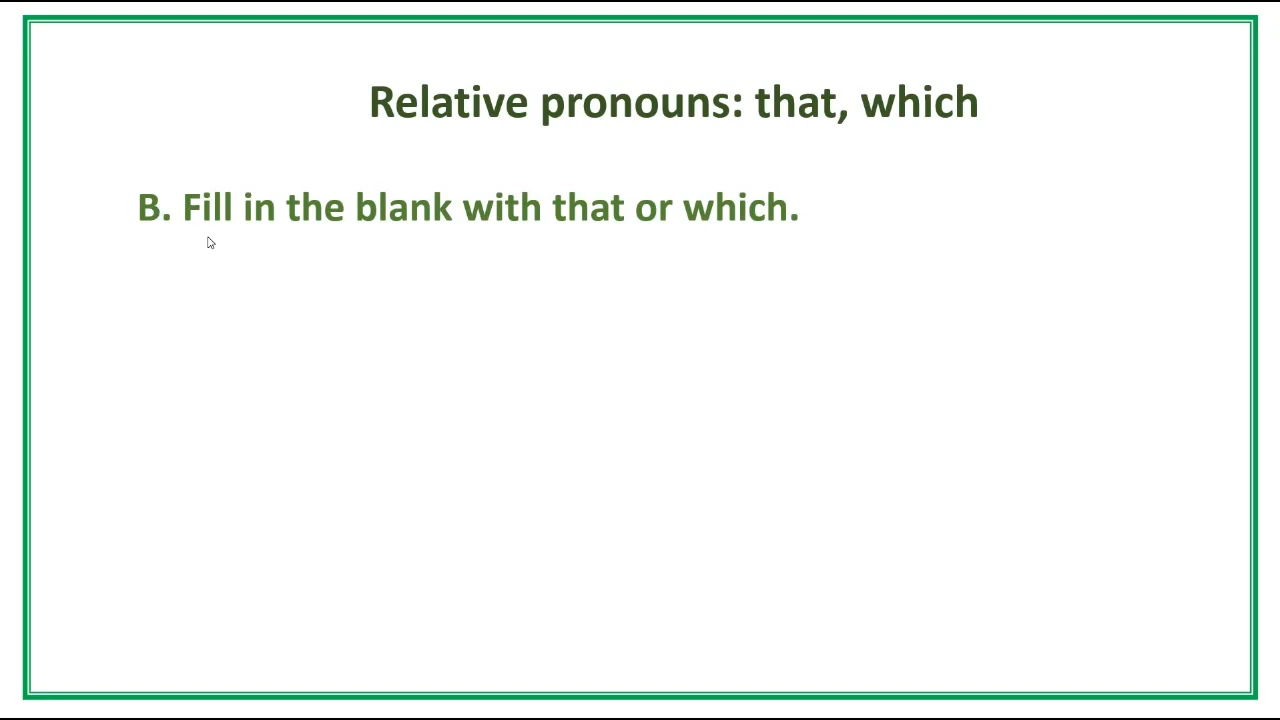 Relative pronouns: that, which
B. Fill in the blank with that or which.